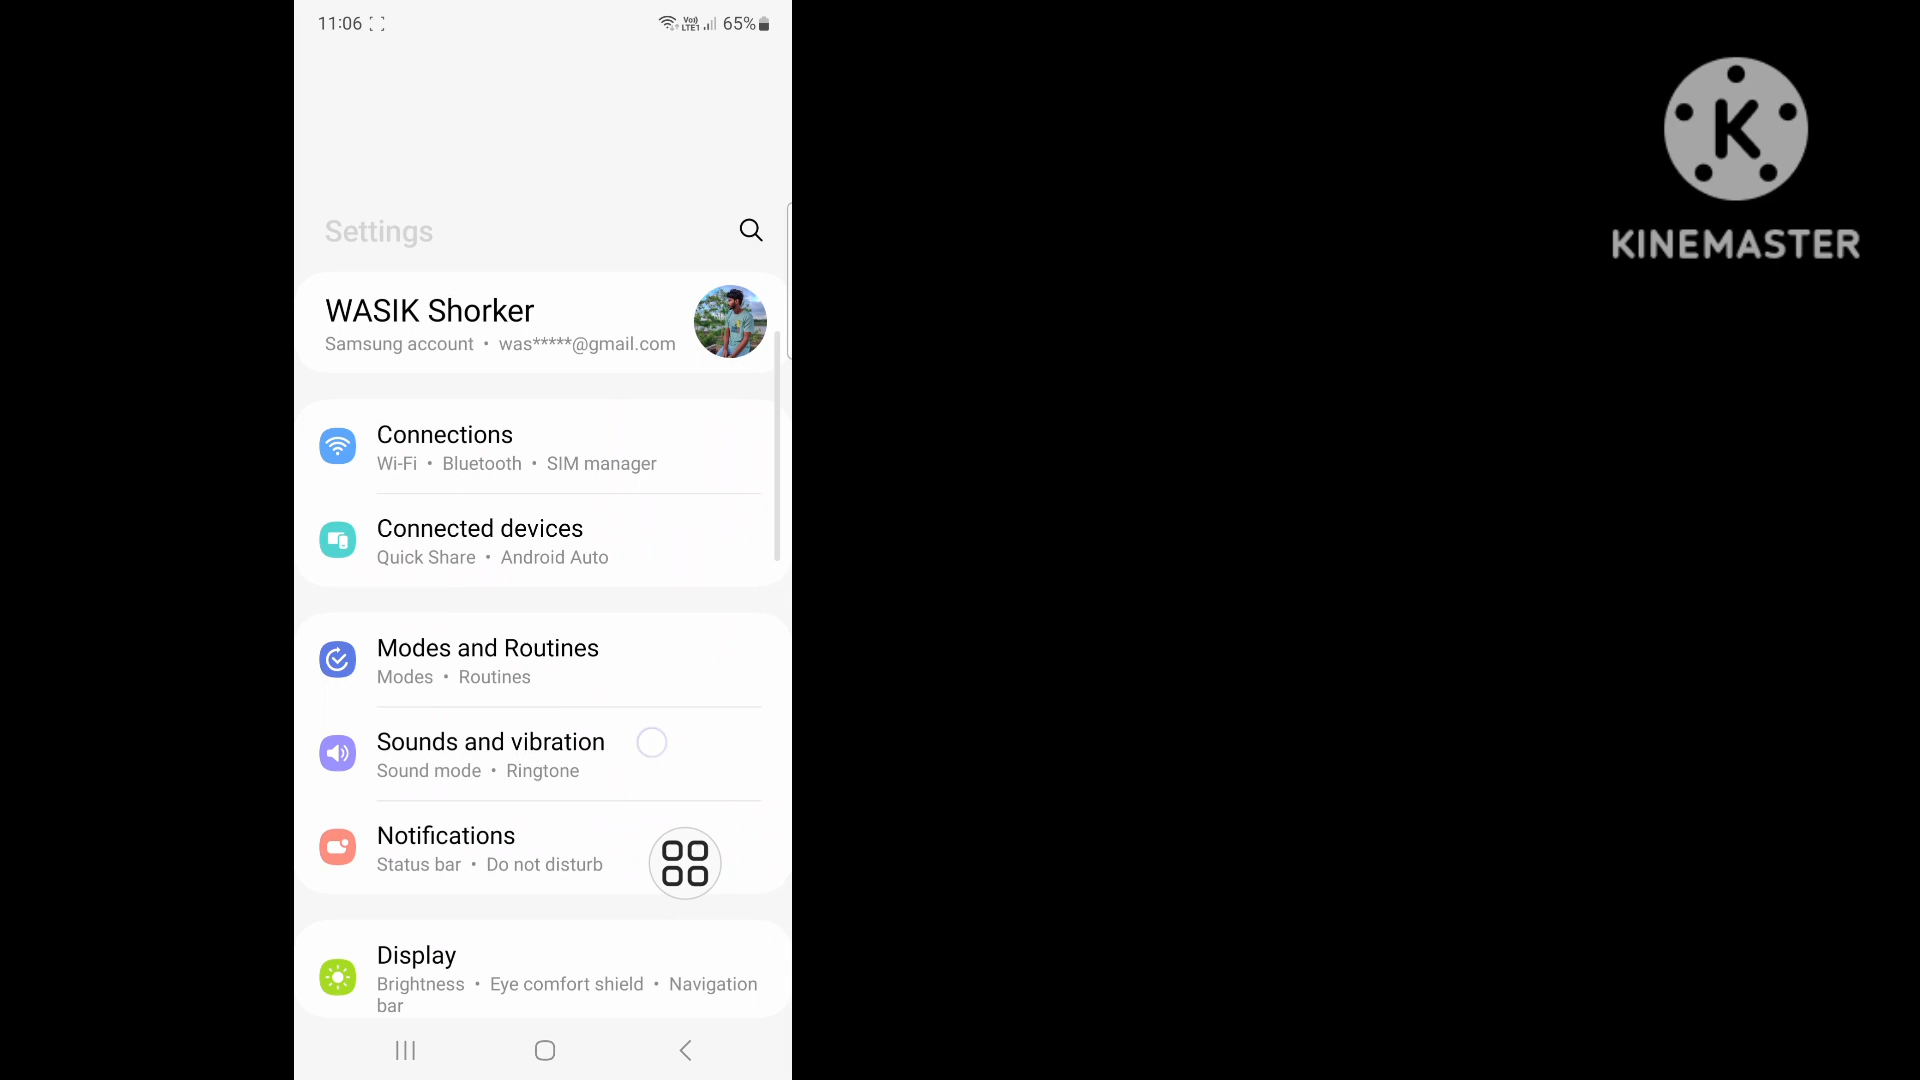 11:06 Vo) LTE1 65%
Settings
WASIK Shorker
Samsung account • was*****@gmail.com
Connections
Wi-Fi • Bluetooth • SIM manager
Connected devices
Quick Share • Android Auto
Modes and Routines
Modes • Routines
Sounds and vibration
Sound mode • Ringtone
Notifications
Status bar • Do not disturb
Display
Brightness • Eye comfort shield • Navigation
bar
K
KINEMASTER